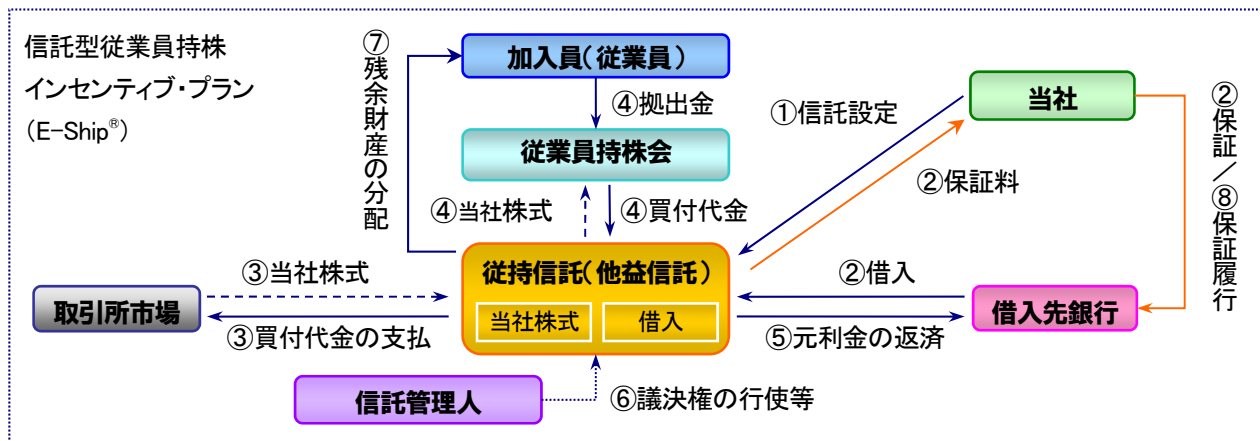 信託型従業員持株
インセンティブ・プラン
(E-Ship®)
⑦残余財産の分配
加入員(従業員)
④拠出金
従業員持株会
④当社株式
④買付代金
①信託設定
②保証料
当社
②保証/⑧保証履行
③当社株式
取引所市場
③買付代金の支払
従持信託(他益信託)
当社株式
借入
②借入
⑤元利金の返済
借入先銀行
信託管理人
⑥議決権の行使等